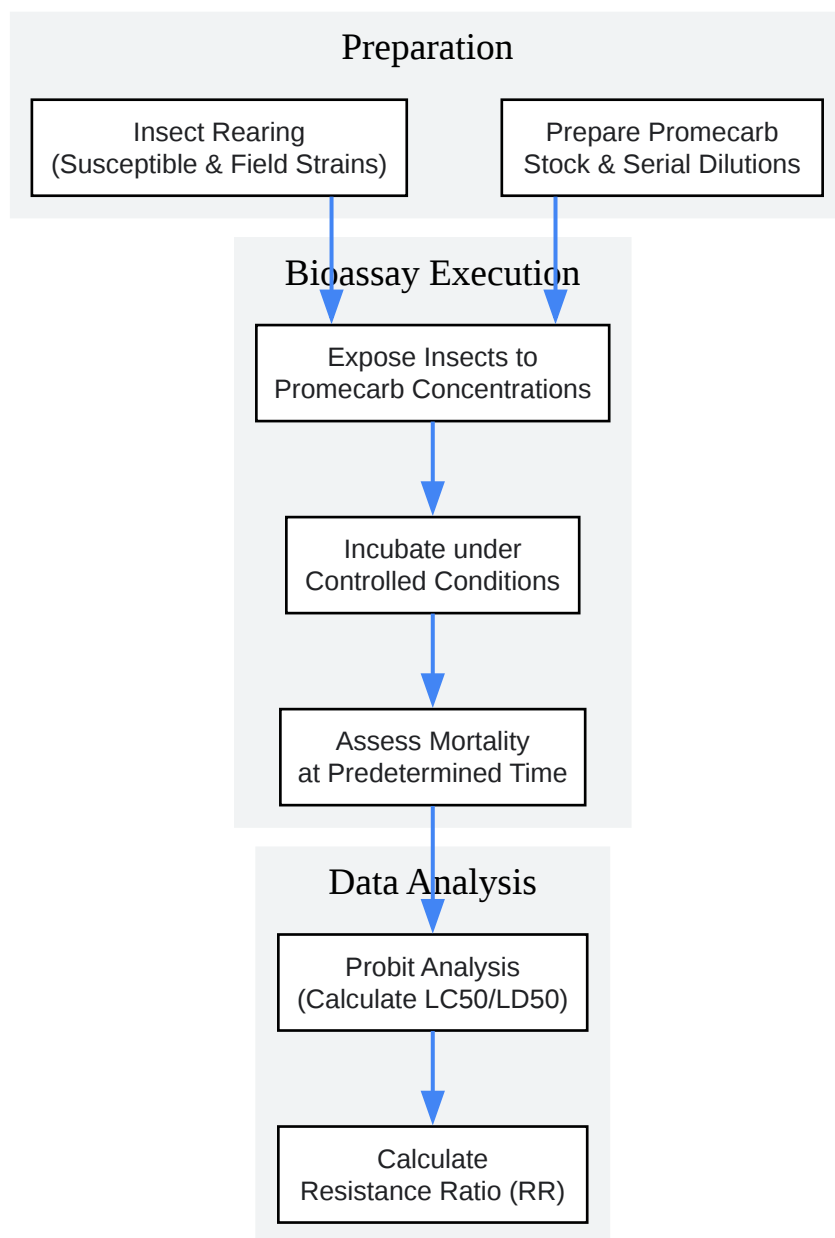 Preparation
Insect Rearing
(Susceptible & Field Strains)
Prepare Promecarb
Stock & Serial Dilutions
Bioassay Execution
Expose Insects to
Promecarb Concentrations
Incubate under
Controlled Conditions
Assess Mortality
at Predetermined Time
Data Analysis
Probit Analysis
(Calculate LC50/LD50)
Calculate
Resistance Ratio (RR)